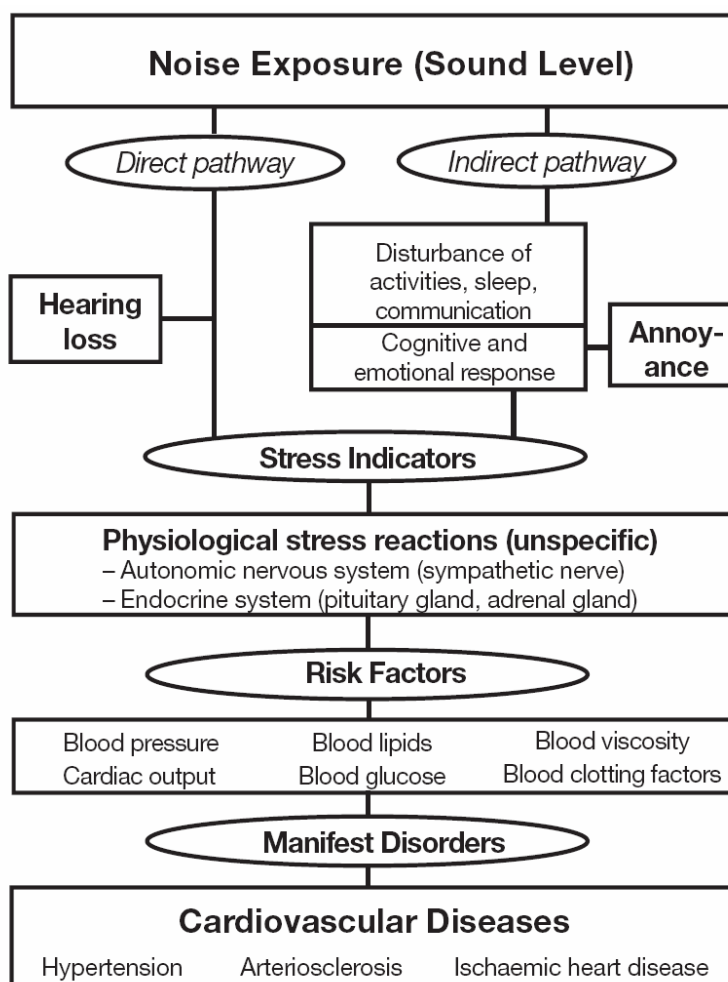 Noise Exposure (Sound Level)
Direct pathway
Indirect pathway
Disturbance of
activities, sleep,
communication
Hearing
loss
Cognitive and
emotional response
Annoy-
ance
Stress Indicators
Physiological stress reactions (unspecific)
– Autonomic nervous system (sympathetic nerve)
– Endocrine system (pituitary gland, adrenal gland)
Risk Factors
Blood pressure Blood lipids Blood viscosity
Cardiac output Blood glucose Blood clotting factors
Manifest Disorders
Cardiovascular Diseases
Hypertension Arteriosclerosis Ischaemic heart disease